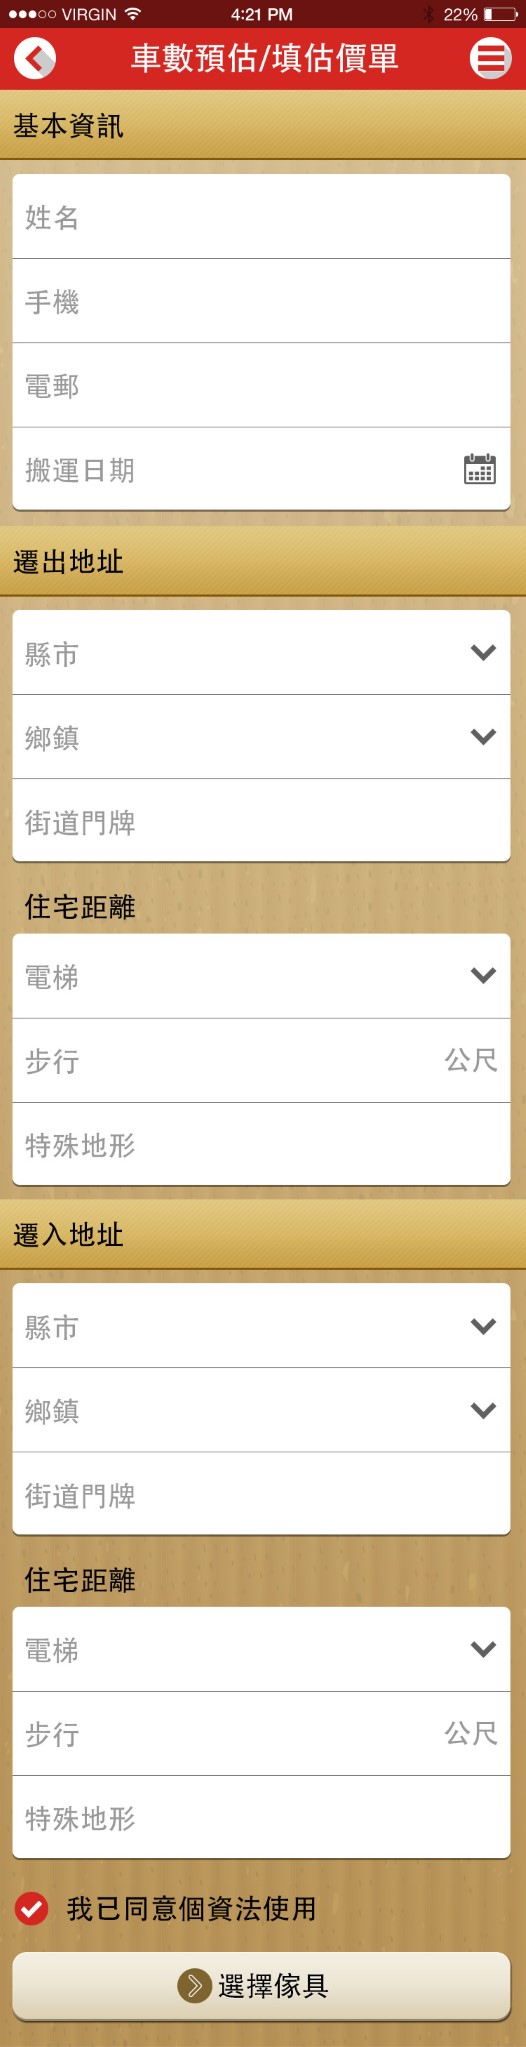 VIRGIN 4:21 PM 22%
車數預估/填估價單
基本資訊
姓名
手機
電郵
搬運日期
遷出地址
縣市
鄉鎮
街道門牌
住宅距離
電梯
步行 公尺
特殊地形
遷入地址
縣市
鄉鎮
街道門牌
住宅距離
電梯
步行 公尺
特殊地形
我已同意個資法使用
選擇傢具